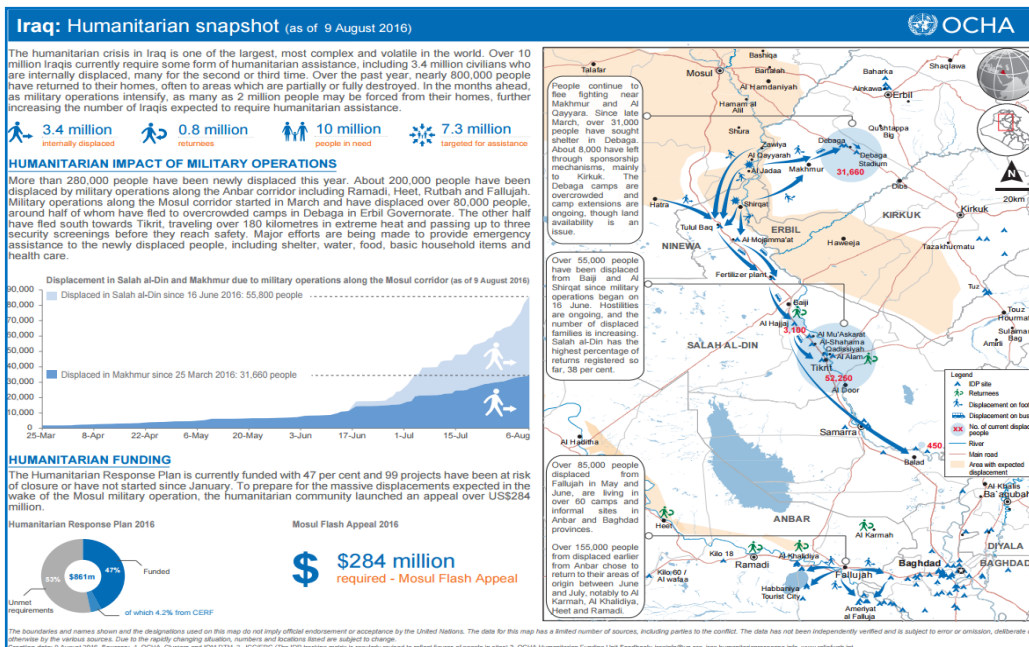 Iraq: Humanitarian snapshot (as of 9 August 2016)
OCHA
The humanitarian crisis in Iraq is one of the largest, most complex and volatile in the world. Over 10
million Iraqis currently require some form of humanitarian assistance, including 3.4 million civilians who
are internally displaced, many for the second or third time. Over the past year, nearly 800,000 people
have returned to their homes, often to areas which are partially or fully destroyed. In the months ahead,
as military operations intensify, as many as 2 million people may be forced from their homes, further
increasing the number of Iraqis expected to require humanitarian assistance.
3.4 million
internally displaced
0.8 million
returnees
10 million
people in need
7.3 million
targeted for assistance
HUMANITARIAN IMPACT OF MILITARY OPERATIONS
More than 280,000 people have been newly displaced this year. About 200,000 people have been
displaced by military operations along the Anbar corridor including Ramadi, Heet, Rutbah and Fallujah.
Military operations along the Mosul corridor started in March and have displaced over 80,000 people,
around half of whom have fled to overcrowded camps in Debaga in Erbil Governorate. The other half
have fled south towards Tikrit, traveling over 180 kilometres in extreme heat and passing up to three
security screenings before they reach safety. Major efforts are being made to provide emergency
assistance to the newly displaced people, including shelter, water, food, basic household items and
health care.
Displacement in Salah al-Din and Makhmur due to military operations along the Mosul corridor (as of 9 August 2016)
90,000
80,000
70,000
60,000
50,000
40,000
30,000
20,000
10,000
0
Displaced in Salah al-Din since 16 June 2016: 55,800 people
Displaced in Makhmur since 25 March 2016: 31,660 people
25-Mar 8-Apr 22-Apr 6-May 20-May 3-Jun 17-Jun 1-Jul 15-Jul 6-Aug
HUMANITARIAN FUNDING
The Humanitarian Response Plan is currently funded with 47 per cent and 99 projects have been at risk
of closure or have not started since January. To prepare for the massive displacements expected in the
wake of the Mosul military operation, the humanitarian community launched an appeal over US$284
million.
Humanitarian Response Plan 2016
53%
$861m
47%
Funded
Unmet
requirements
of which 4.2% from CERF
Mosul Flash Appeal 2016
$
$284 million
required - Mosul Flash Appeal
People continue to
flee fighting near
Makhmur and Al
Qayyara. Since late
March, over 31,000
people have sought
shelter in Debaga.
About 8,000 have left
through sponsorship
mechanisms, mainly
to Kirkuk. The
Debaga camps are
overcrowded and
camp extensions are
ongoing, though land
availability is an
issue.
Over 55,000 people
have been displaced
from Baiji and Al
Shirqat since military
operations began on
16 June. Hostilities
are ongoing, and the
number of displaced
families is increasing.
Salah al-Din has the
highest percentage of
returns registered so
far, 38 per cent.
Over 85,000 people
displaced from
Fallujah in May and
June, are living in
over 60 camps and
informal sites in
Anbar and Baghdad
provinces.
Over 155,000 people
from displaced earlier
from Anbar chose to
return to their areas of
origin between June
and July, notably to Al
Karmah, Al Khalidiya,
Heet and Ramadi.
Talafar
Mosul
Bashiqa
Bartallah
Al Hamdaniyah
Hamam al
Alil
Shura
Baharka
Ainkawa
Erbil
Shaqlawa
Qushtappa
Big
Zawiya
Al Qayyarah
Al Jadaa
Makhmur
Debaga
Debaga
Stadium
31,660
Dibs
Hatra
Shirqat
Tulul Baq
Al Mojamma'at
ERBIL
NINEWA
KIRKUK
Kirkuk
N
20km
Haweeja
Tazakhurmatu
Fertilizer plant
Baiji
Al Hajjaj
3,100
Al Mu'Askarat
Al-Shahama
Qadisiyah
Al Alam
Tikrit
52,250
Al Door
SALAH AL-DIN
Tuz
Touz
Hourmat
Sulaimar
Bag
Amirli
Legend
IDP site
Returnees
Displacement on foot
Displacement on bus
XX
No. of current displac
people
River
Main road
Area with expected
displacement
Samarra
Al Haditha
450
Balad
Al Khalis
Ba'aqubah
ANBAR
Heet
Al Karmah
DIYALA
Kilo 18
Ramadi
Al-Khalidiya
Baghdad
BAGHDAD
Kilo 60 /
Al wafaa
Habbaniya
Tourist City
Fallujah
Ameriyat
al Falluja
The boundaries and names shown and the designations used on this map do not imply official endorsement or acceptance by the United Nations. The data for this map has a limited number of sources, including parties to the conflict. The data has not been independently verified and is subject to error or omission, deliberate
otherwise by the various sources. Due to the rapidly changing situation, numbers and locations listed are subject to change.